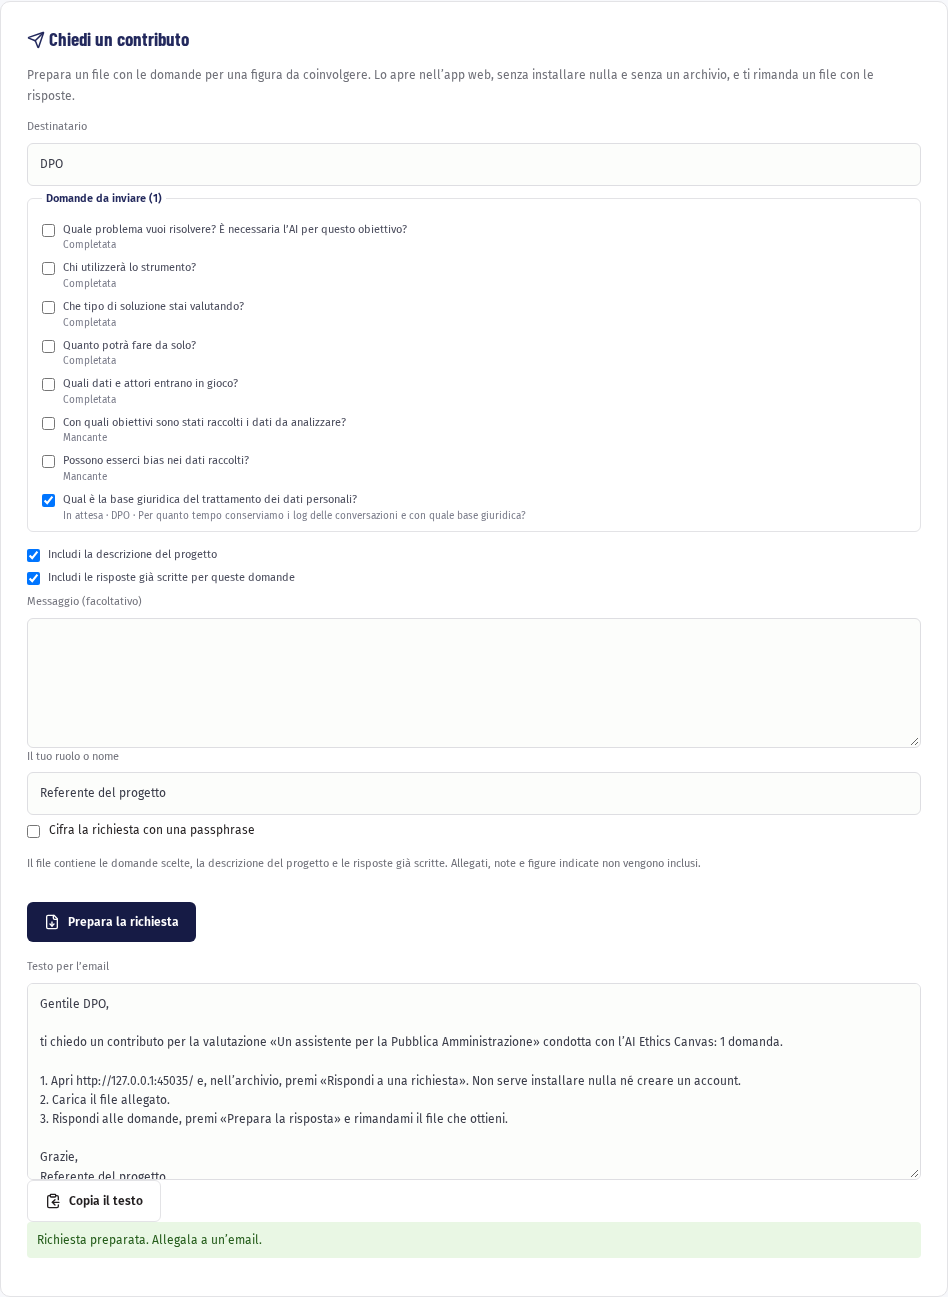 Chiedi un contributo
Prepara un file con le domande per una figura da coinvolgere. Lo apre nell’app web, senza installare nulla e senza un archivio, e ti rimanda un file con le
risposte.
Destinatario
DPO
Domande da inviare (1)
Quale problema vuoi risolvere? È necessaria l’AI per questo obiettivo?
Completata
Chi utilizzerà lo strumento?
Completata
Che tipo di soluzione stai valutando?
Completata
Quanto potrà fare da solo?
Completata
Quali dati e attori entrano in gioco?
Completata
Con quali obiettivi sono stati raccolti i dati da analizzare?
Mancante
Possono esserci bias nei dati raccolti?
Mancante
Qual è la base giuridica del trattamento dei dati personali?
In attesa · DPO · Per quanto tempo conserviamo i log delle conversazioni e con quale base giuridica?
Includi la descrizione del progetto
Includi le risposte già scritte per queste domande
Messaggio (facoltativo)
Il tuo ruolo o nome
Referente del progetto
Cifra la richiesta con una passphrase
Il file contiene le domande scelte, la descrizione del progetto e le risposte già scritte. Allegati, note e figure indicate non vengono inclusi.
Prepara la richiesta
Testo per l’email
Gentile DPO,
ti chiedo un contributo per la valutazione «Un assistente per la Pubblica Amministrazione» condotta con l’AI Ethics Canvas: 1 domanda.
1. Apri http://127.0.0.1:45035/ e, nell’archivio, premi «Rispondi a una richiesta». Non serve installare nulla né creare un account.
2. Carica il file allegato.
3. Rispondi alle domande, premi «Prepara la risposta» e rimandami il file che ottieni.
Grazie,
Referente del progetto
Copia il testo
Richiesta preparata. Allegala a un’email.